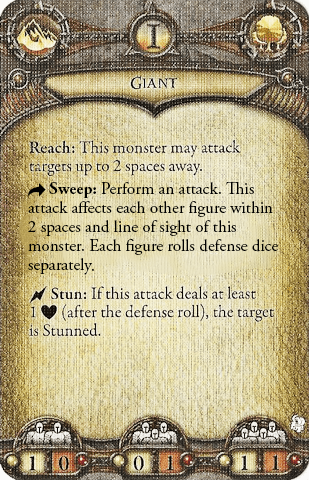 I
GIANT
Reach: This monster may attack
targets up to 2 spaces away.
Sweep: Perform an attack. This
attack affects each other figure within
2 spaces and line of sight of this
monster. Each figure rolls defense dice
separately.
Stun: If this attack deals at least
1 (after the defense roll), the target
is Stunned.
1 0 0 1 1 1